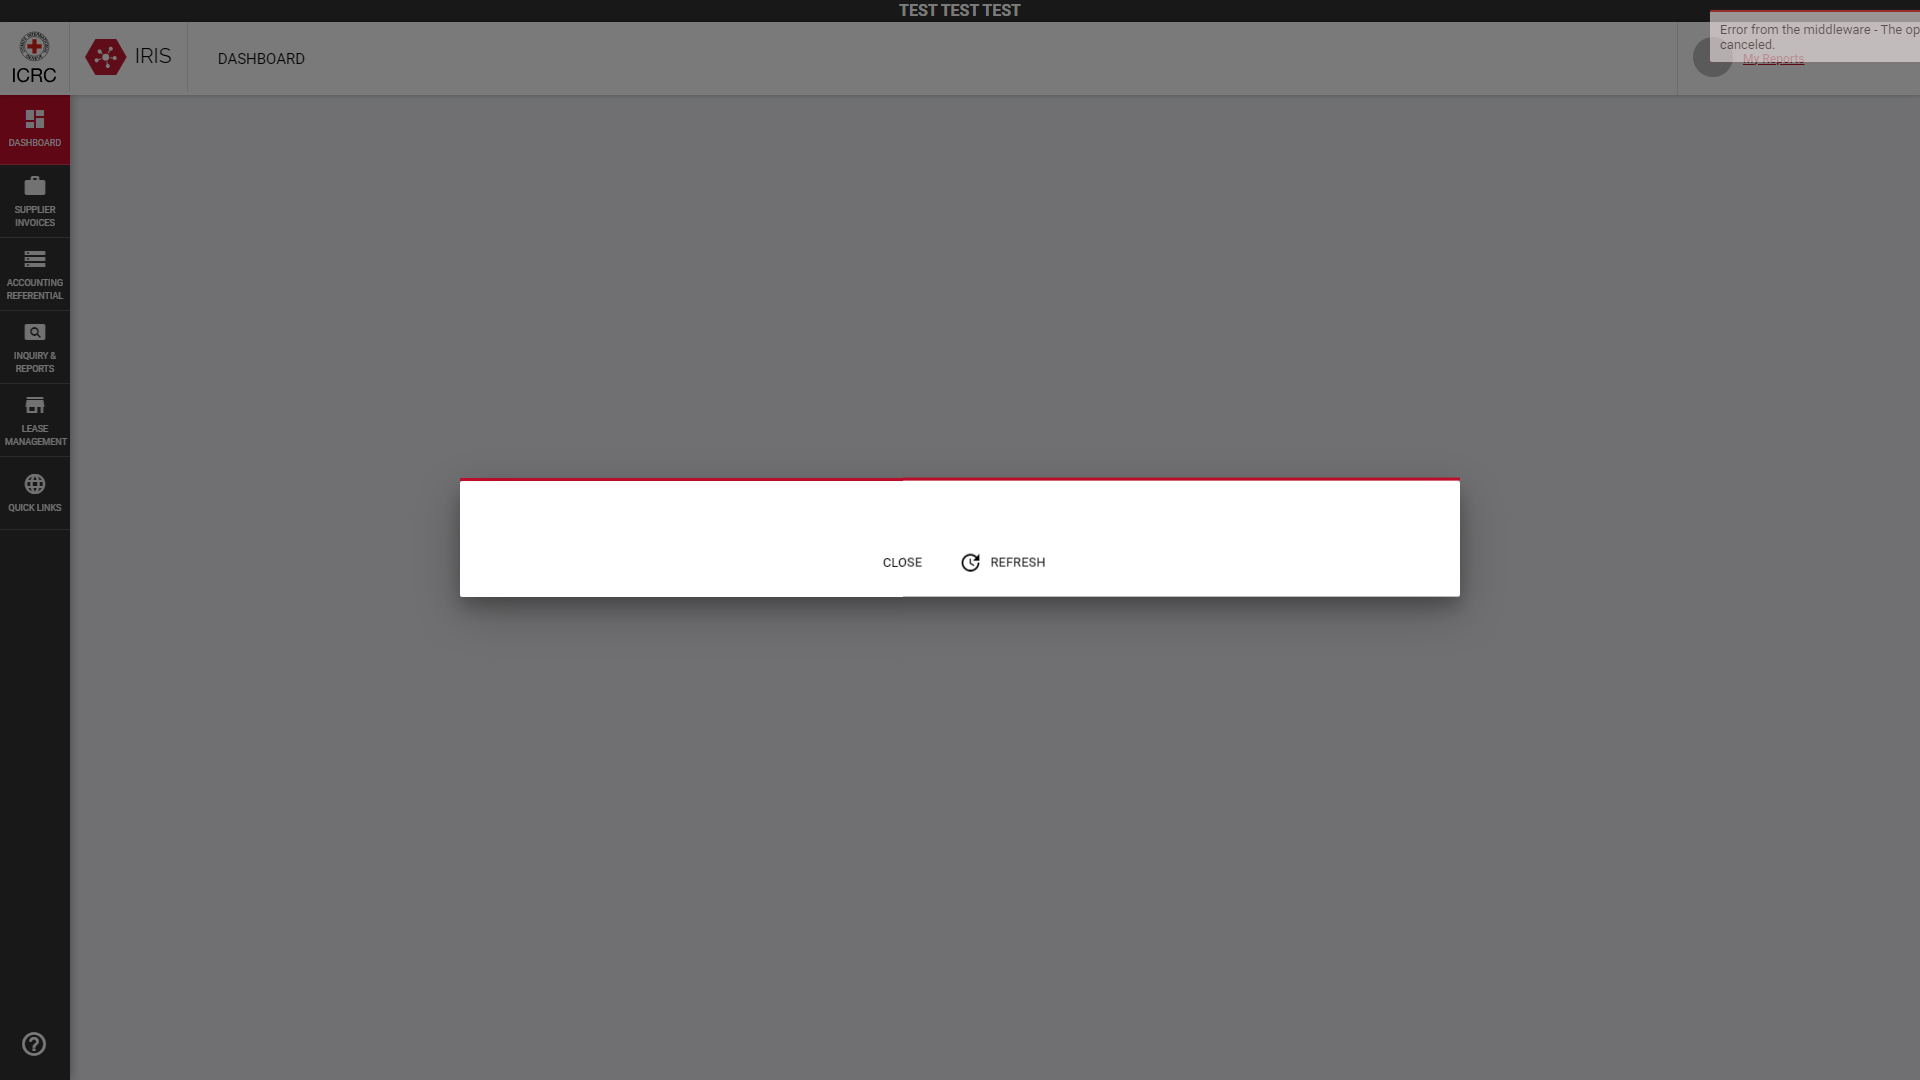 TEST TEST TEST
ICRC
IRIS
DASHBOARD
Error from the middleware - The op
canceled.
My Reports
DASHBOARD
SUPPLIER
INVOICES
ACCOUNTING
REFERENTIAL
INQUIRY &
REPORTS
LEASE
MANAGEMENT
QUICK LINKS
CLOSE
REFRESH